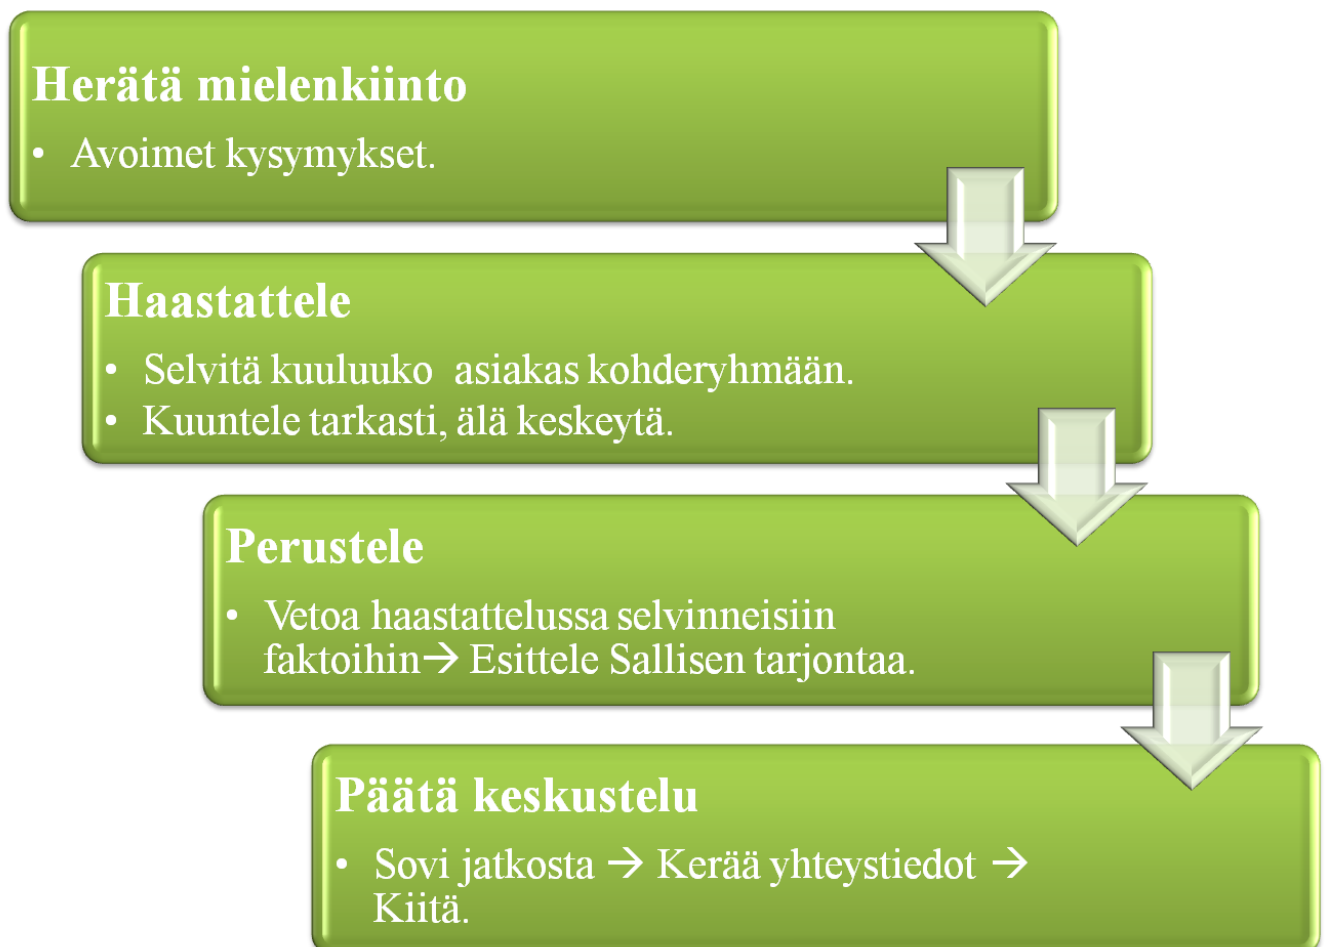 Herätä mielenkiinto
• Avoimet kysymykset.
Haastattele
• Selvitä kuuluuko asiakas kohderyhmään.
• Kuuntele tarkasti, älä keskeytä.
Perustele
• Vetoa haastattelussa selvinneisiin
faktoihin→ Esittele Sallisen tarjontaa.
Päätä keskustelu
• Sovi jatkosta → Kerää yhteystiedot →
Kiitä.